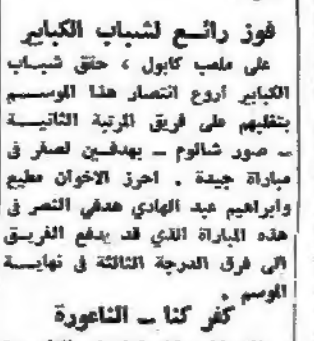 فوز رائع لشباب الكبابير
على ملعب كابول ، حقق شباب
الكبابير اروع انتصار هذا الموسم
بتغلبهم على فريق المرتبة الثانية
ـ صور شالوم ـ بهدفين لصفر في
مباراة جيدة . احرز الاخوان مطيع
وابراهيم عبد الهادي هدفي النصر في
هذه المباراة الذي قد يدفع الفريق
الى فرق الدرجة الثالثة في نهاية
الموسم .
كفر كنا ـ الناعورة